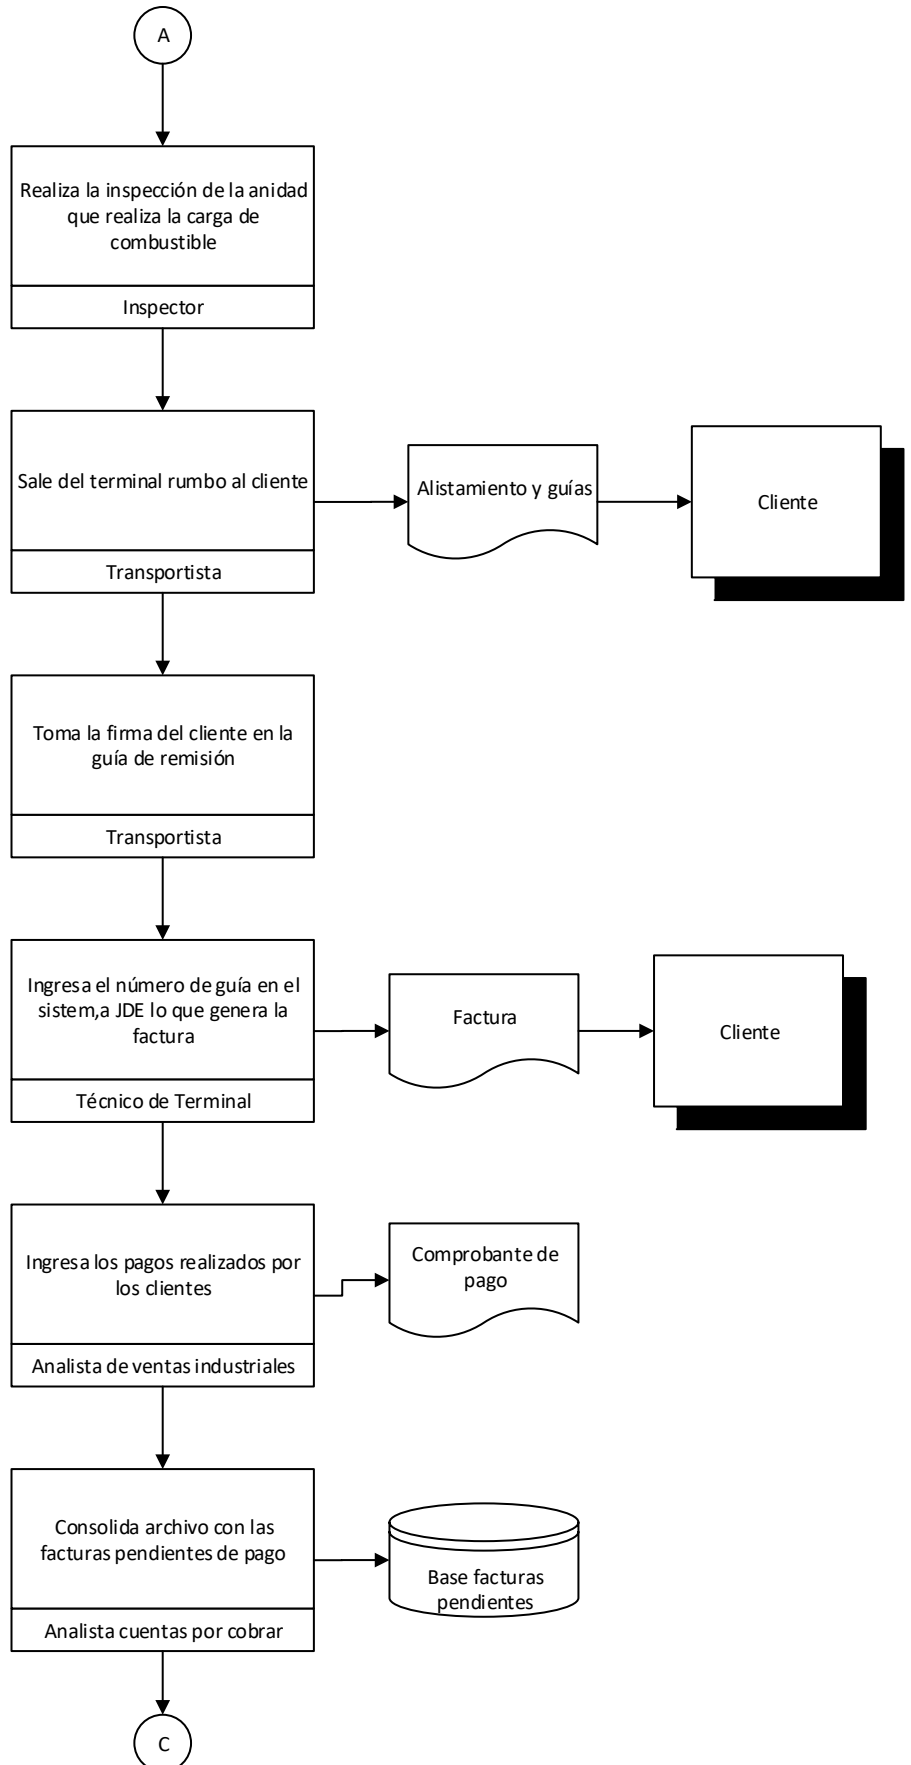 A
Realiza la inspección de la anidad
que realiza la carga de
combustible
Inspector
Sale del terminal rumbo al cliente
Transportista
Alistamiento y guías
Cliente
Toma la firma del cliente en la
guía de remisión
Transportista
Ingresa el número de guía en el
sistem,a JDE lo que genera la
factura
Técnico de Terminal
Factura
Cliente
Ingresa los pagos realizados por
los clientes
Analista de ventas industriales
Comprobante de
pago
Consolida archivo con las
facturas pendientes de pago
Analista cuentas por cobrar
Base facturas
pendientes
C